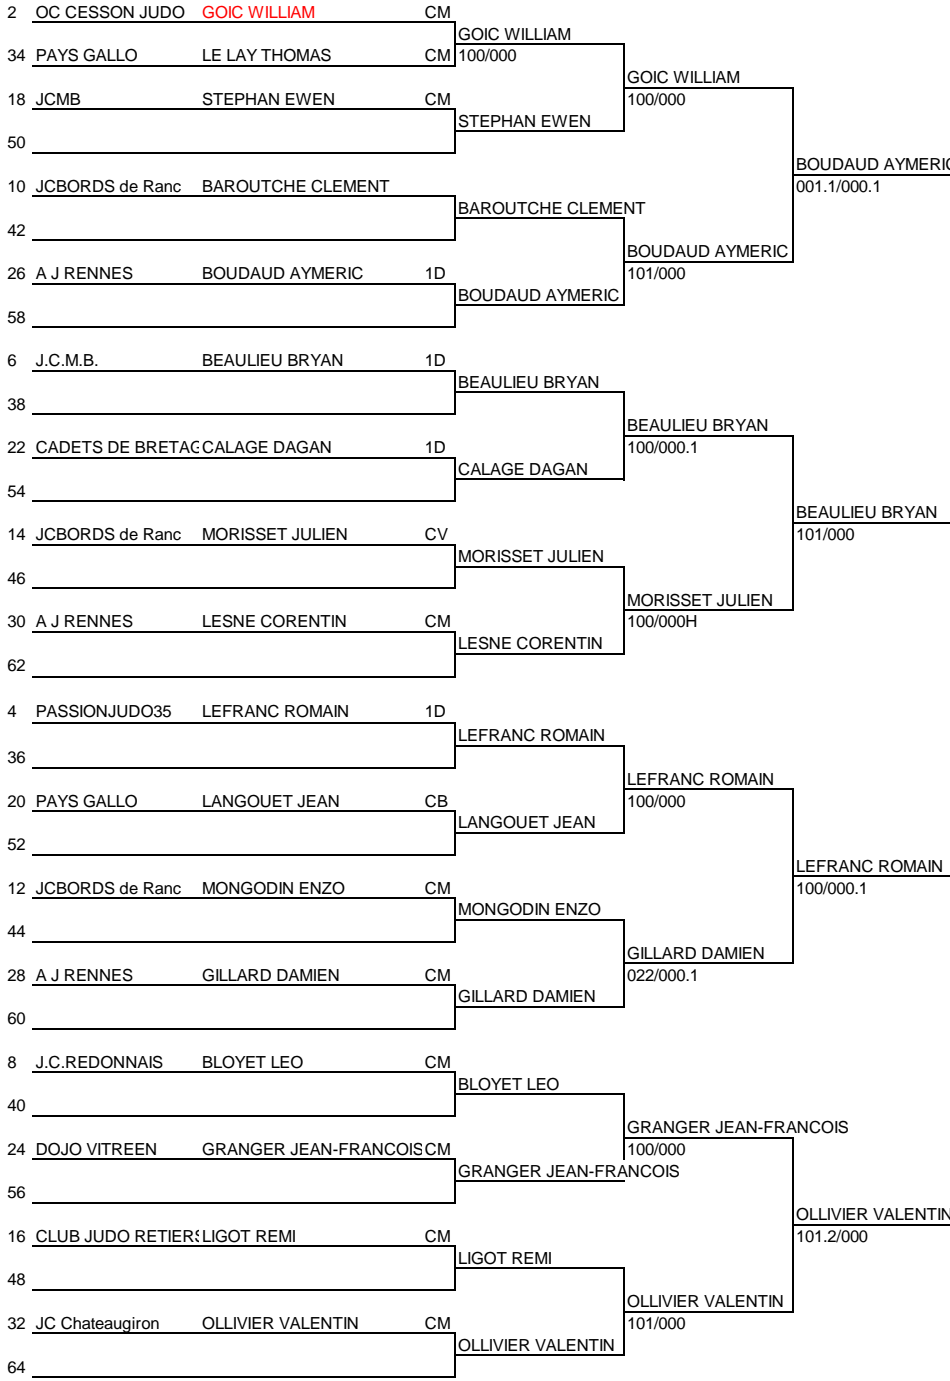 2 OC CESSON JUDO GOIC WILLIAM CM
GOIC WILLIAM
34 PAYS GALLO LE LAY THOMAS CM 100/000
GOIC WILLIAM
18 JCMB STEPHAN EWEN CM 100/000
STEPHAN EWEN
50
BOUDAUD AYMERIC
10 JCBORDS de Ranc BAROUTCHE CLEMENT 001.1/000.1
BAROUTCHE CLEMENT
42
BOUDAUD AYMERIC
26 A J RENNES BOUDAUD AYMERIC 1D 101/000
BOUDAUD AYMERIC
58
6 J.C.M.B. BEAULIEU BRYAN 1D
BEAULIEU BRYAN
38
BEAULIEU BRYAN
22 CADETS DE BRETAG CALAGE DAGAN 1D 100/000.1
CALAGE DAGAN
54
BEAULIEU BRYAN
14 JCBORDS de Ranc MORISSET JULIEN CV 101/000
MORISSET JULIEN
46
MORISSET JULIEN
30 A J RENNES LESNE CORENTIN CM 100/000H
LESNE CORENTIN
62
4 PASSIONJUDO35 LEFRANC ROMAIN 1D
LEFRANC ROMAIN
36
LEFRANC ROMAIN
20 PAYS GALLO LANGOUET JEAN CB 100/000
LANGOUET JEAN
52
LEFRANC ROMAIN
12 JCBORDS de Ranc MONGODIN ENZO CM 100/000.1
MONGODIN ENZO
44
GILLARD DAMIEN
28 A J RENNES GILLARD DAMIEN CM 022/000.1
GILLARD DAMIEN
60
8 J.C.REDONNAIS BLOYET LEO CM
BLOYET LEO
40
GRANGER JEAN-FRANCOIS
24 DOJO VITREEN GRANGER JEAN-FRANCOIS CM 100/000
GRANGER JEAN-FRANCOIS
56
OLLIVIER VALENTIN
16 CLUB JUDO RETIERS LIGOT REMI CM 101.2/000
LIGOT REMI
48
OLLIVIER VALENTIN
32 JC Chateaugiron OLLIVIER VALENTIN CM 101/000
OLLIVIER VALENTIN
64